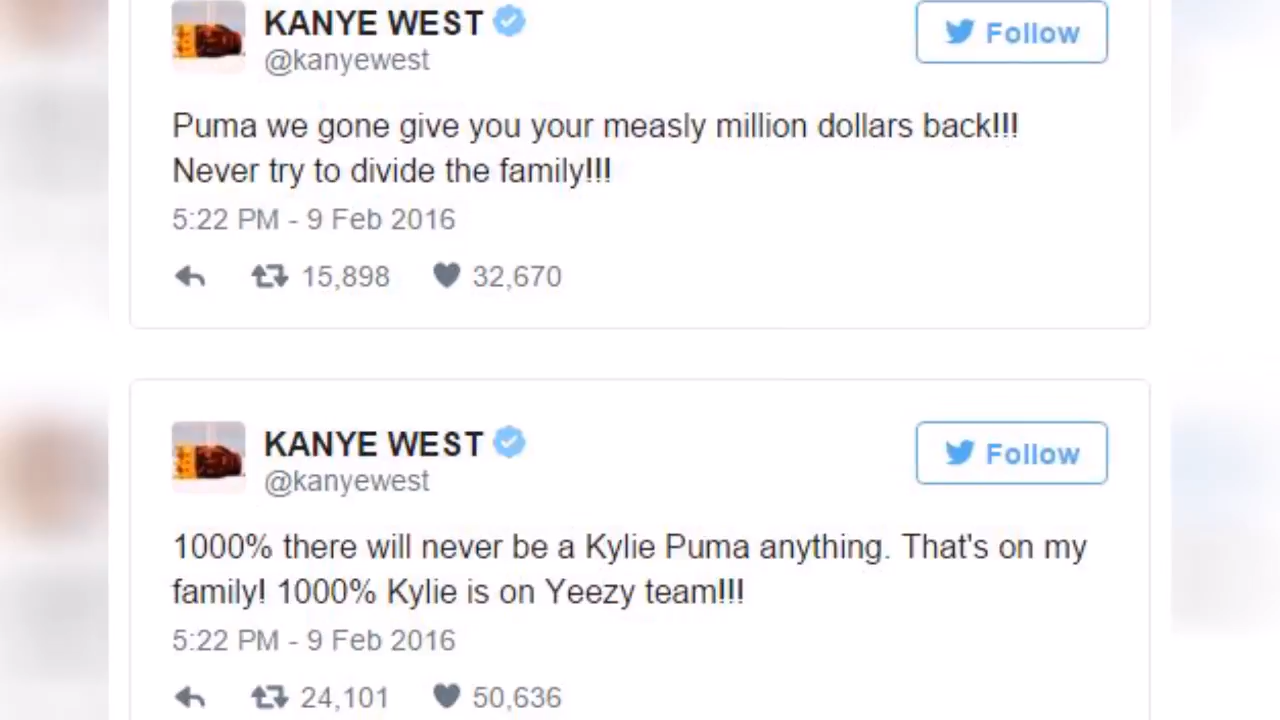 KANYE WEST
@kanyewest
Follow
Puma we gone give you your measly million dollars back!!!
Never try to divide the family!!!
5:22 PM - 9 Feb 2016
15,898 32,670
KANYE WEST
@kanyewest
Follow
1000% there will never be a Kylie Puma anything. That's on my
family! 1000% Kylie is on Yeezy team!!!
5:22 PM - 9 Feb 2016
24,101 50,636